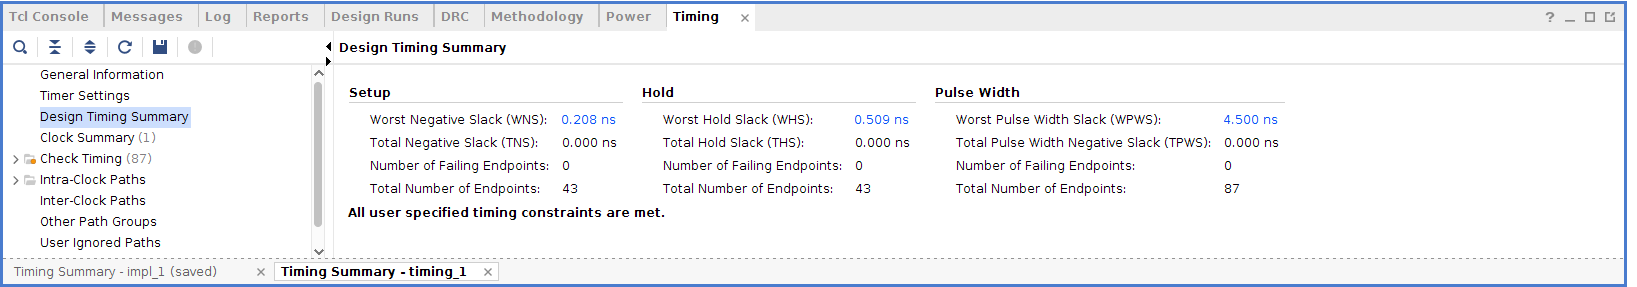 Tcl Console Messages Log Reports Design Runs DRC Methodology Power Timing
Design Timing Summary
General Information
Timer Settings
Design Timing Summary
Clock Summary (1)
Check Timing (87)
Intra-Clock Paths
Inter-Clock Paths
Other Path Groups
User Ignored Paths
Setup Hold Pulse Width
Worst Negative Slack (WNS): 0.208 ns Worst Hold Slack (WHS): 0.509 ns Worst Pulse Width Slack (WPWS): 4.500 ns
Total Negative Slack (TNS): 0.000 ns Total Hold Slack (THS): 0.000 ns Total Pulse Width Negative Slack (TPWS): 0.000 ns
Number of Failing Endpoints: 0 Number of Failing Endpoints: 0 Number of Failing Endpoints: 0
Total Number of Endpoints: 43 Total Number of Endpoints: 43 Total Number of Endpoints: 87
All user specified timing constraints are met.
Timing Summary - impl_1 (saved) Timing Summary - timing_1